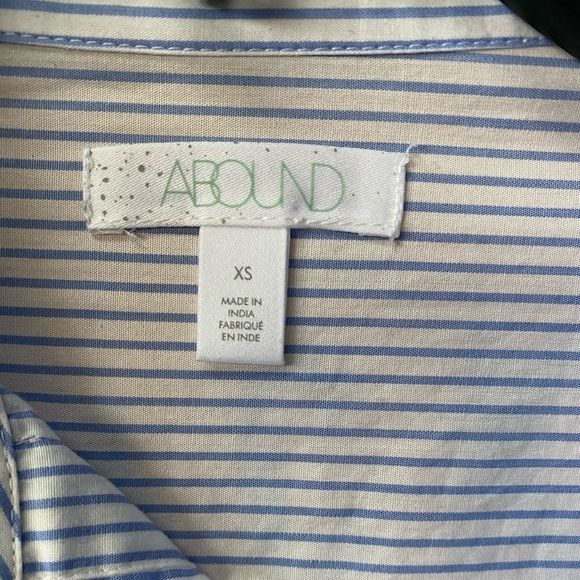 ABOUND
XS
MADE IN
INDIA
FABRIQUÉ
EN INDE